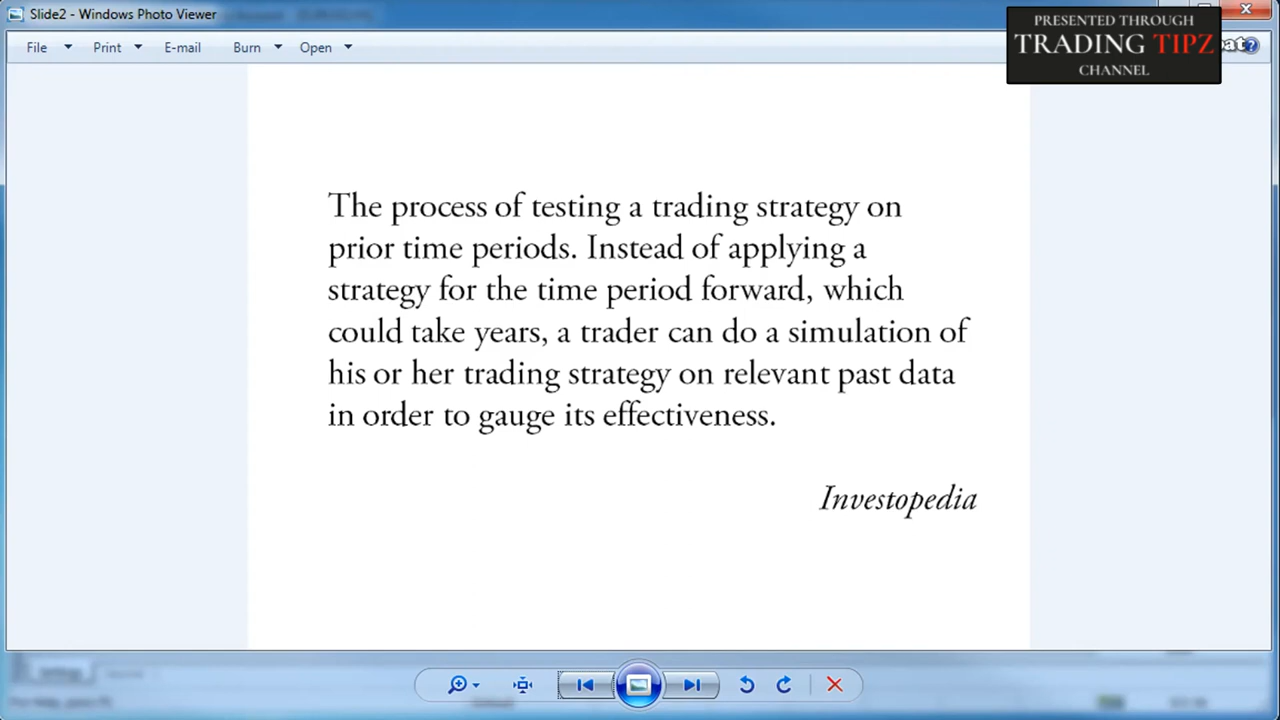 Slide2 - Windows Photo Viewer
PRESENTED THROUGH
TRADING TIPZ
CHANNEL
File Print E-mail Burn Open
The process of testing a trading strategy on
prior time periods. Instead of applying a
strategy for the time period forward, which
could take years, a trader can do a simulation of
his or her trading strategy on relevant past data
in order to gauge its effectiveness.
Investopedia